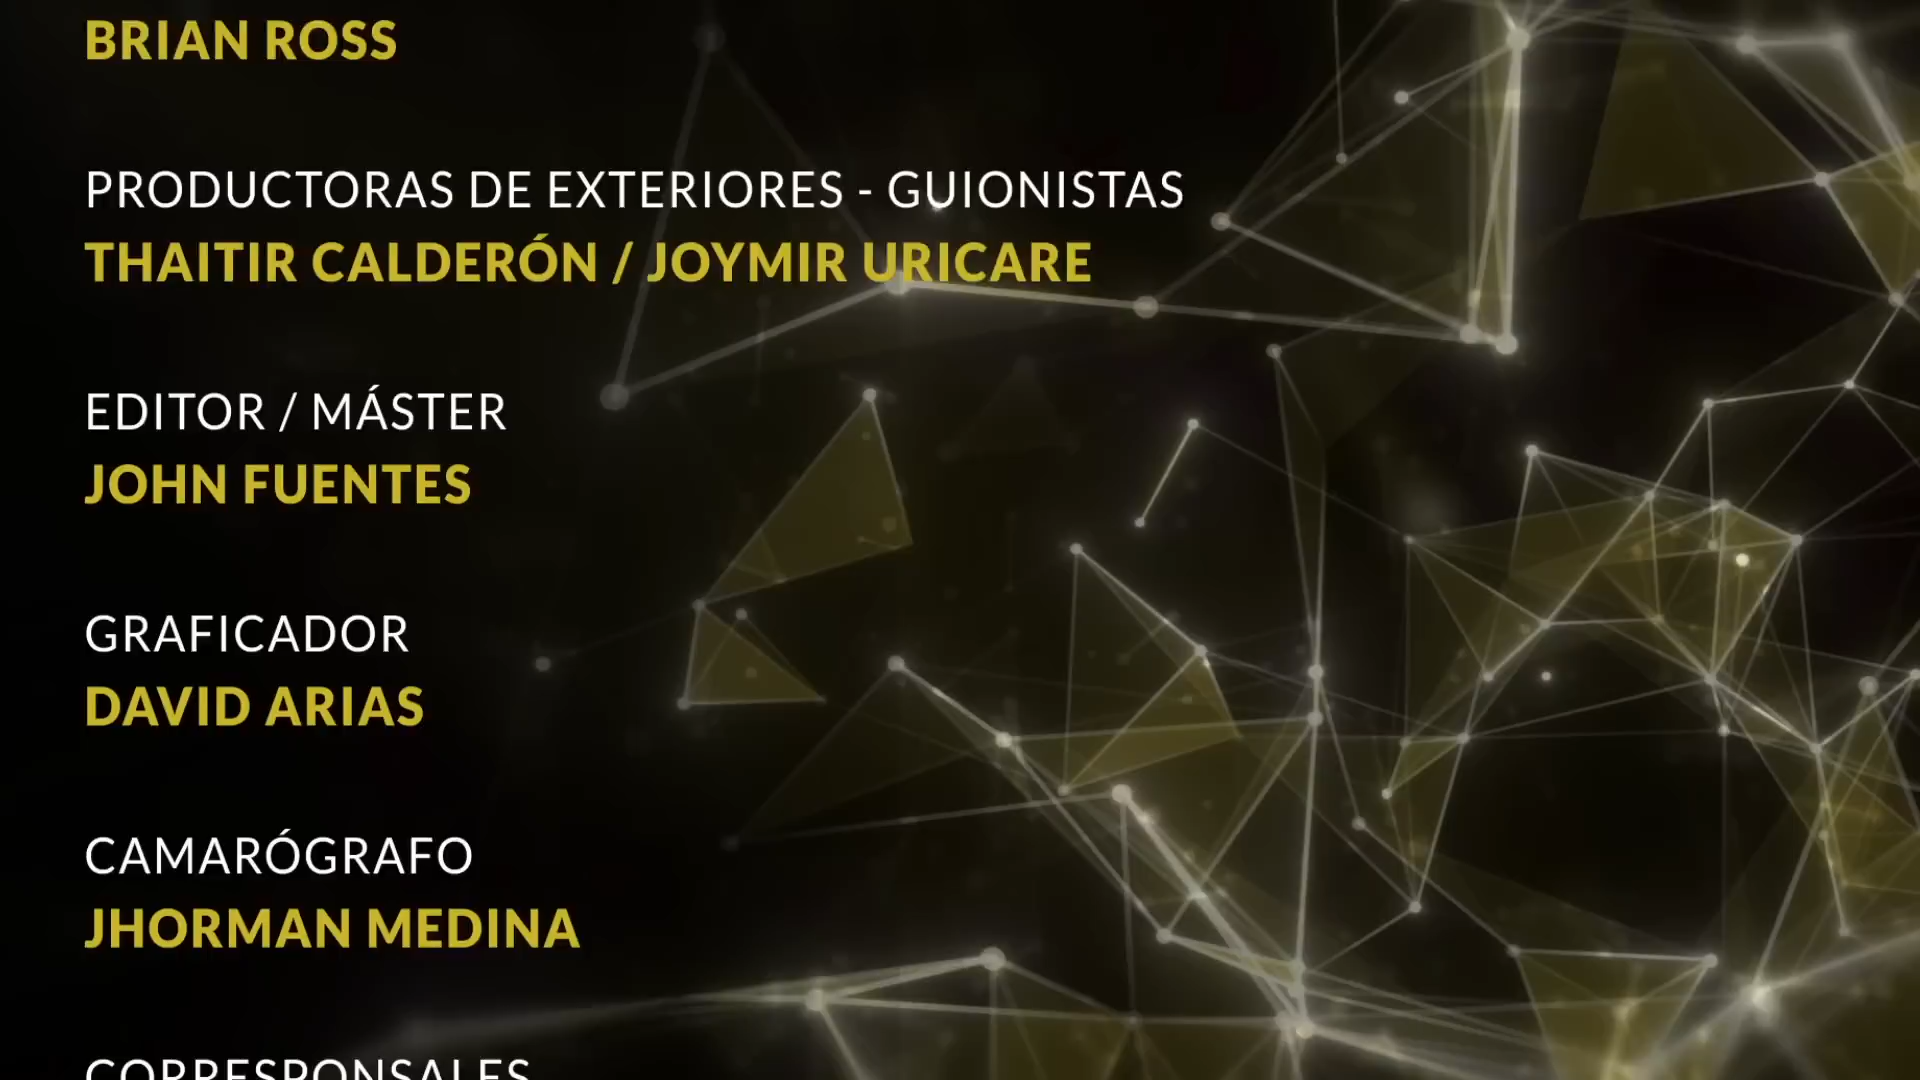 BRIAN ROSS
PRODUCTORAS DE EXTERIORES - GUIONISTAS
THAITIR CALDERÓN / JOYMIR URICARE
EDITOR / MÁSTER
JOHN FUENTES
GRAFICADOR
DAVID ARIAS
CAMARÓGRAFO
JHORMAN MEDINA
CORRESPONSALES